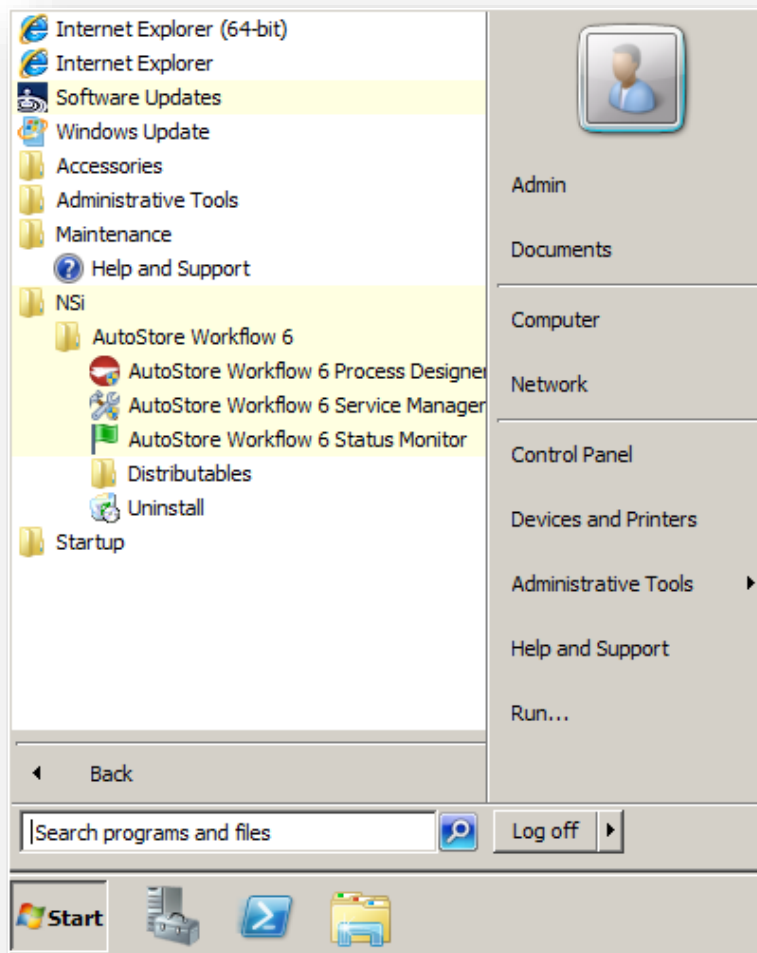 Internet Explorer (64-bit)
Internet Explorer
Software Updates
Windows Update
Accessories
Administrative Tools
Maintenance
Help and Support
NSi
AutoStore Workflow 6
AutoStore Workflow 6 Process Designer
AutoStore Workflow 6 Service Manager
AutoStore Workflow 6 Status Monitor
Distributables
Uninstall
Startup
Back
Search programs and files
Admin
Documents
Computer
Network
Control Panel
Devices and Printers
Administrative Tools
Help and Support
Run...
Log off
Start